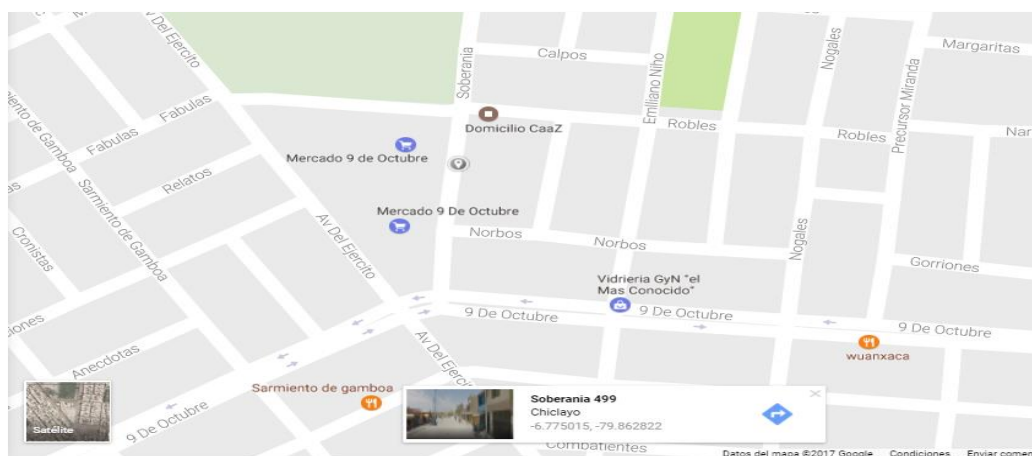 Calpos
Margaritas
Soberania
Emiliano Niño
Nogales
Precursor Miranda
Av Del Ejercito
Fabulas
Fabulas
Domicilio CaaZ
Robles
Robles
Mercado 9 de Octubre
Relatos
Sarmiento de Gamboa
Mercado 9 De Octubre
Av Del Ejercito
Norbos
Norbos
Nogales
Cronistas
Gorriones
Vidrieria GyN "el
Mas Conocido"
9 De Octubre
9 De Octubre
9 De Octubre
wuanxaca
Anecdotas
Av Del Ejercito
Sarmiento de gamboa
Soberania 499
Chiclayo
-6.775015, -79.862822
Satélite
9 De Octubre
Combatientes
Datos del mapa ©2017 Google Condiciones